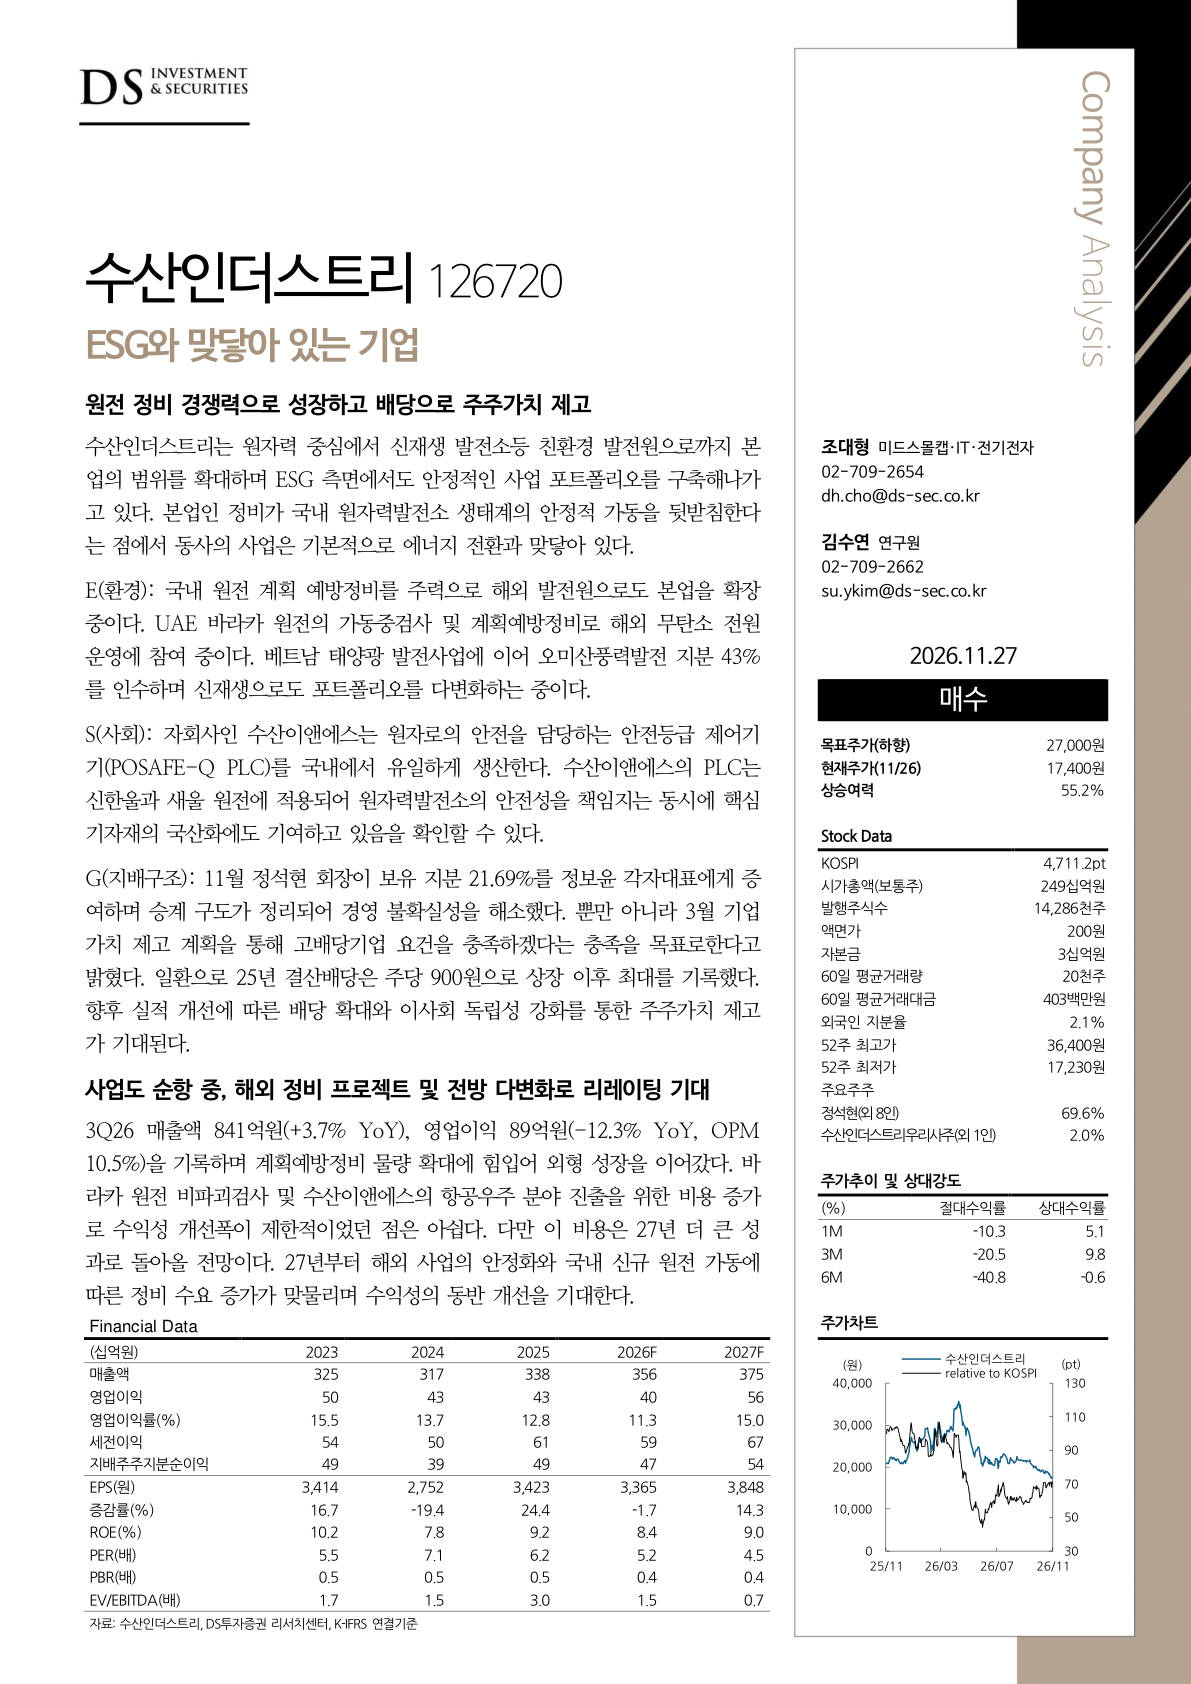 DS INVESTMENT
& SECURITIES
Company Analysis
수산인더스트리 126720
ESG와 맞닿아 있는 기업
원전 정비 경쟁력으로 성장하고 배당으로 주주가치 제고
수산인더스트리는 원자력 중심에서 신재생 발전소등 친환경 발전원으로까지 본
업의 범위를 확대하며 ESG 측면에서도 안정적인 사업 포트폴리오를 구축해나가
고 있다. 본업인 정비가 국내 원자력발전소 생태계의 안정적 가동을 뒷받침한다
는 점에서 동사의 사업은 기본적으로 에너지 전환과 맞닿아 있다.
E(환경): 국내 원전 계획 예방정비를 주력으로 해외 발전원으로도 본업을 확장
중이다. UAE 바라카 원전의 가동중검사 및 계획예방정비로 해외 무탄소 전원
운영에 참여 중이다. 베트남 태양광 발전사업에 이어 오미산풍력발전 지분 43%
를 인수하며 신재생으로도 포트폴리오를 다변화하는 중이다.
S(사회): 자회사인 수산이앤에스는 원자로의 안전을 담당하는 안전등급 제어기
기(POSAFE-Q PLC)를 국내에서 유일하게 생산한다. 수산이앤에스의 PLC는
신한울과 새울 원전에 적용되어 원자력발전소의 안전성을 책임지는 동시에 핵심
기자재의 국산화에도 기여하고 있음을 확인할 수 있다.
G(지배구조): 11월 정석현 회장이 보유 지분 21.69%를 정보윤 각자대표에게 증
여하며 승계 구도가 정리되어 경영 불확실성을 해소했다. 뿐만 아니라 3월 기업
가치 제고 계획을 통해 고배당기업 요건을 충족하겠다는 충족을 목표로한다고
밝혔다. 일환으로 25년 결산배당은 주당 900원으로 상장 이후 최대를 기록했다.
향후 실적 개선에 따른 배당 확대와 이사회 독립성 강화를 통한 주주가치 제고
가 기대된다.
사업도 순항 중, 해외 정비 프로젝트 및 전방 다변화로 리레이팅 기대
3Q26 매출액 841억원(+3.7% YoY), 영업이익 89억원(-12.3% YoY, OPM
10.5%)을 기록하며 계획예방정비 물량 확대에 힘입어 외형 성장을 이어갔다. 바
라카 원전 비파괴검사 및 수산이앤에스의 항공우주 분야 진출을 위한 비용 증가
로 수익성 개선폭이 제한적이었던 점은 아쉽다. 다만 이 비용은 27년 더 큰 성
과로 돌아올 전망이다. 27년부터 해외 사업의 안정화와 국내 신규 원전 가동에
따른 정비 수요 증가가 맞물리며 수익성의 동반 개선을 기대한다.
Financial Data
(십억원) 2023 2024 2025 2026F 2027F
매출액 325 317 338 356 375
영업이익 50 43 43 40 56
영업이익률(%) 15.5 13.7 12.8 11.3 15.0
세전이익 54 50 61 59 67
지배주주지분순이익 49 39 49 47 54
EPS(원) 3,414 2,752 3,423 3,365 3,848
증감률(%) 16.7 -19.4 24.4 -1.7 14.3
ROE(%) 10.2 7.8 9.2 8.4 9.0
PER(배) 5.5 7.1 6.2 5.2 4.5
PBR(배) 0.5 0.5 0.5 0.4 0.4
EV/EBITDA(배) 1.7 1.5 3.0 1.5 0.7
자료: 수산인더스트리, DS투자증권 리서치센터, K-IFRS 연결기준
조대형 미드스몰캡·IT·전기전자
02-709-2654
dh.cho@ds-sec.co.kr
김수연 연구원
02-709-2662
su.ykim@ds-sec.co.kr
2026.11.27
매수
목표주가(하향) 27,000원
현재주가(11/26) 17,400원
상승여력 55.2%
Stock Data
KOSPI 4,711.2pt
시가총액(보통주) 249십억원
발행주식수 14,286천주
액면가 200원
자본금 3십억원
60일 평균거래량 20천주
60일 평균거래대금 403백만원
외국인 지분율 2.1%
52주 최고가 36,400원
52주 최저가 17,230원
주요주주
정석현(외 8인) 69.6%
수산인더스트리우리사주(외 1인) 2.0%
주가추이 및 상대강도
(%) 절대수익률 상대수익률
1M -10.3 5.1
3M -20.5 9.8
6M -40.8 -0.6
주가차트
(원) 수산인더스트리 (pt)
relative to KOSPI
40,000 130
110
30,000
90
20,000
70
10,000
50
0 30
25/11 26/03 26/07 26/11